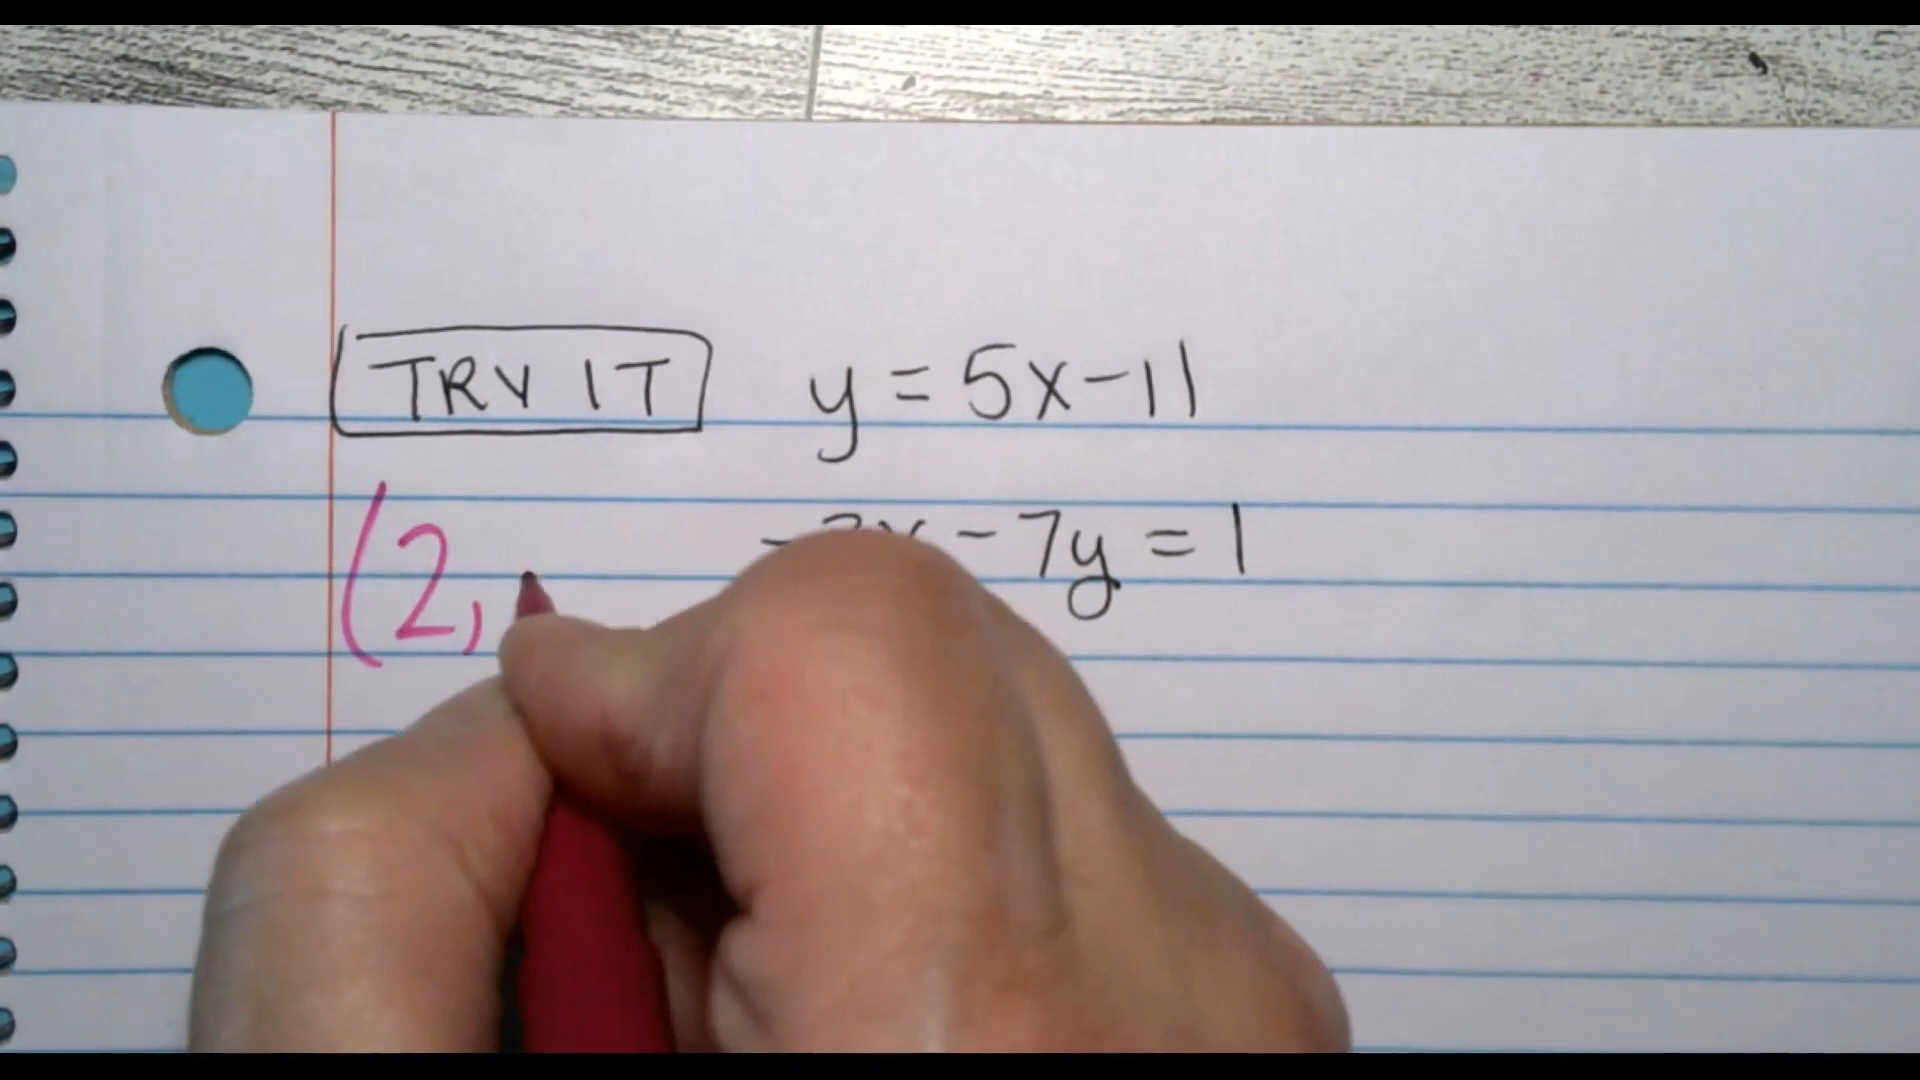 TRY IT y = 5x-11
(2, - 7y = 1